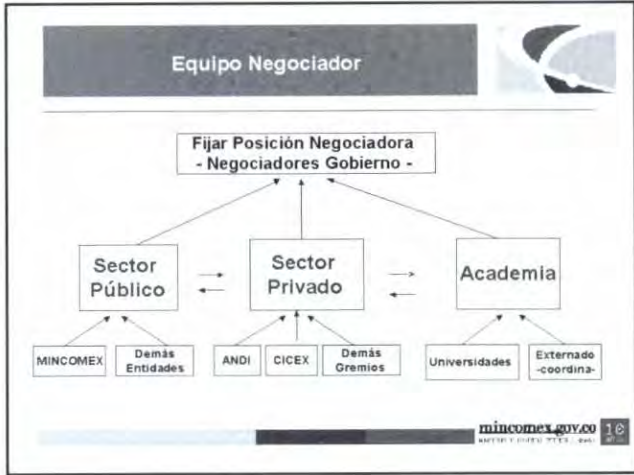 Equipo Negociador
Fijar Posición Negociadora
- Negociadores Gobierno -
Sector
Público
Sector
Privado
Academia
MINCOMEX
Demás
Entidades
ANDI
CICEX
Demás
Gremios
Universidades
Externado
-coordina-
mincomex.gov.co
10